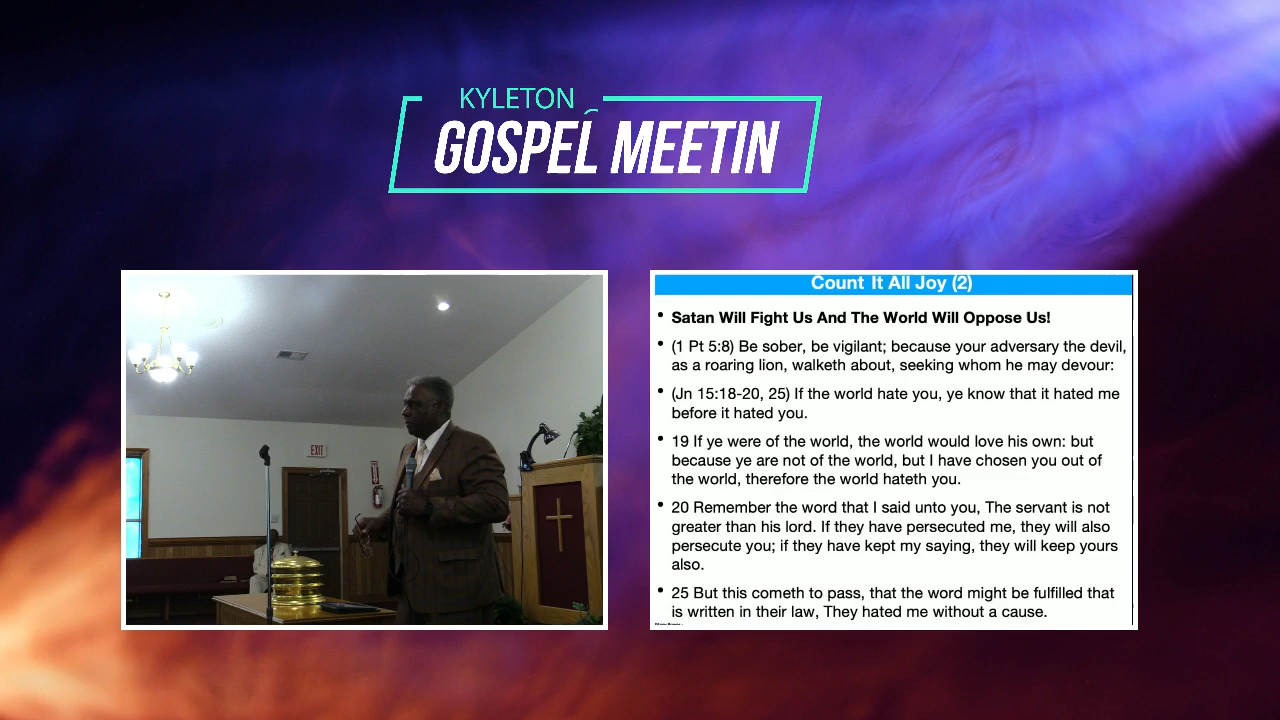 KYLETON
GOSPEL MEETIN
EXIT
Count It All Joy (2)
• Satan Will Fight Us And The World Will Oppose Us!
• (1 Pt 5:8) Be sober, be vigilant; because your adversary the devil,
as a roaring lion, walketh about, seeking whom he may devour:
• (Jn 15:18-20, 25) If the world hate you, ye know that it hated me
before it hated you.
• 19 If ye were of the world, the world would love his own: but
because ye are not of the world, but I have chosen you out of
the world, therefore the world hateth you.
• 20 Remember the word that I said unto you, The servant is not
greater than his lord. If they have persecuted me, they will also
persecute you; if they have kept my saying, they will keep yours
also.
• 25 But this cometh to pass, that the word might be fulfilled that
is written in their law, They hated me without a cause.